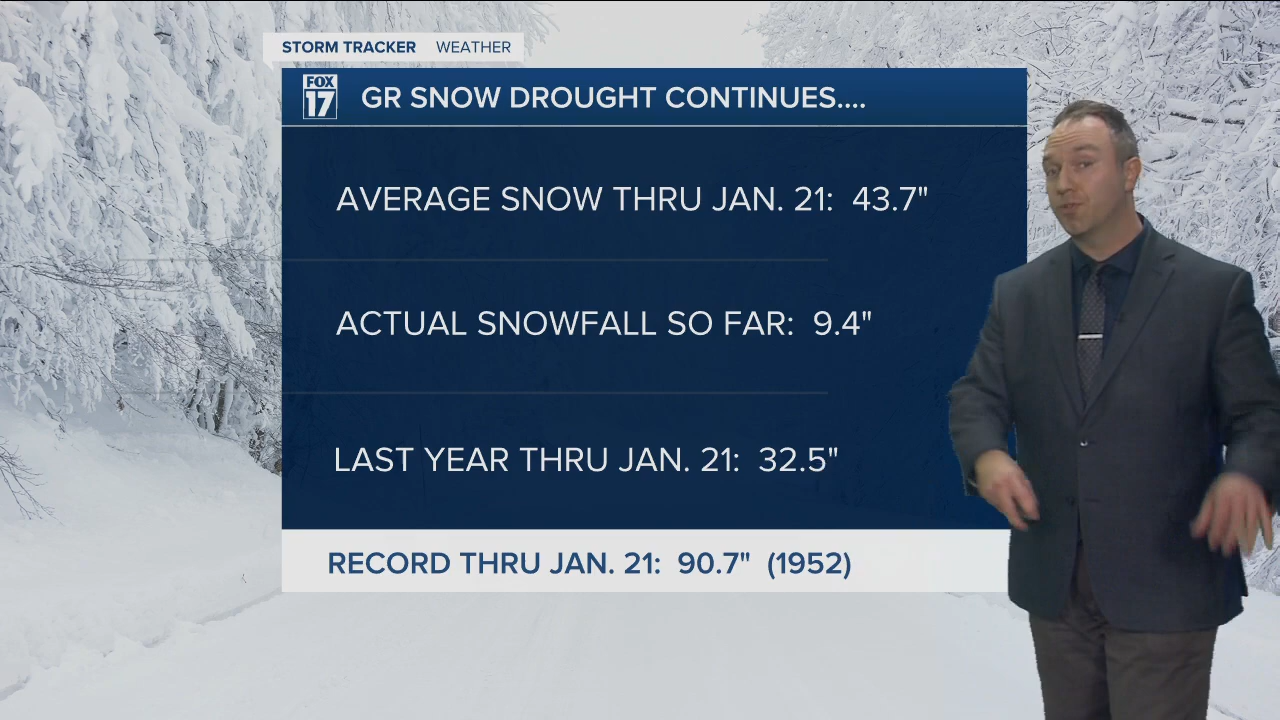 STORM TRACKER WEATHER
FOX 17 GR SNOW DROUGHT CONTINUES....
AVERAGE SNOW THRU JAN. 21: 43.7"
ACTUAL SNOWFALL SO FAR: 9.4"
LAST YEAR THRU JAN. 21: 32.5"
RECORD THRU JAN. 21: 90.7" (1952)